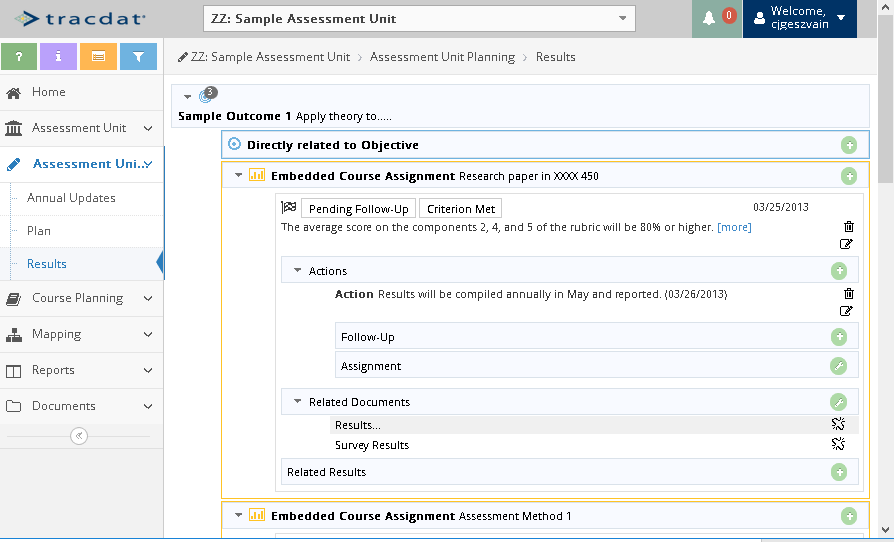 tracdat
ZZ: Sample Assessment Unit
0
Welcome,
cjgeszvain
?
i
ZZ: Sample Assessment Unit > Assessment Unit Planning > Results
Home
Assessment Unit
Assessment Uni...
Annual Updates
Plan
Results
Course Planning
Mapping
Reports
Documents
3
Sample Outcome 1 Apply theory to.....
Directly related to Objective
Embedded Course Assignment Research paper in XXXX 450
Pending Follow-Up Criterion Met 03/25/2013
The average score on the components 2, 4, and 5 of the rubric will be 80% or higher. [more]
Actions
Action Results will be compiled annually in May and reported. (03/26/2013)
Follow-Up
Assignment
Related Documents
Results...
Survey Results
Related Results
Embedded Course Assignment Assessment Method 1